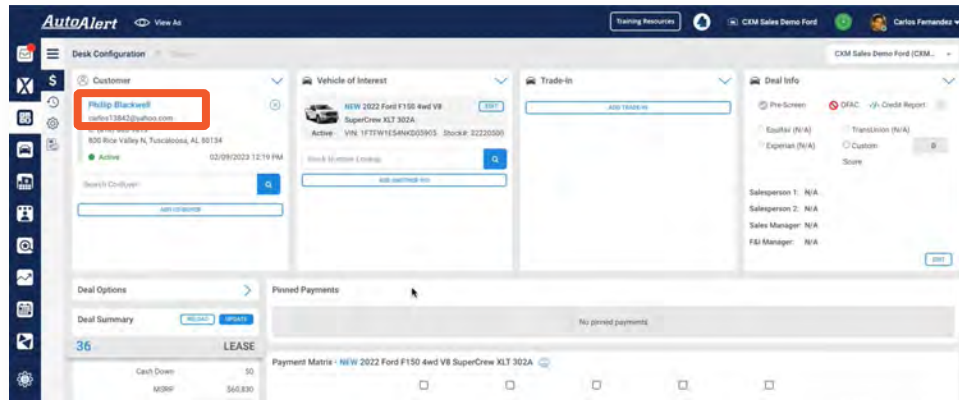 AutoAlert
View As
Training Resources
CXM Sales Demo Ford
Carlos Fernandez
Desk Configuration
CXM Sales Demo Ford (CXM...
Customer
Phillip Blackwell
carlos13842@yahoo.com
800 Rice Valley N, Tuscaloosa, AL
Active
02/09/2023 12:19 PM
Search Customer
ADD CO-BUYER
Vehicle of Interest
NEW 2022 Ford F150 4wd V8
EDIT
SuperCrew XLT 302A
Active
VIN: 1FTFW1E54NKD03905 Stock#: 22220500
Stock Number Lookup
ADD ANOTHER VOI
Trade-In
ADD TRADE-IN
Deal Info
Pre-Screen
OFAC
Credit Report
Equifax (N/A)
TransUnion (N/A)
Experian (N/A)
Custom
0
Score
Salesperson 1: N/A
Salesperson 2: N/A
Sales Manager: N/A
F&I Manager: N/A
EDIT
Deal Options
Deal Summary
RELOAD
UPDATE
36
LEASE
Cash Down
$0
MSRP
$60,830
Pinned Payments
No pinned payments
Payment Matrix - NEW 2022 Ford F150 4wd V8 SuperCrew XLT 302A